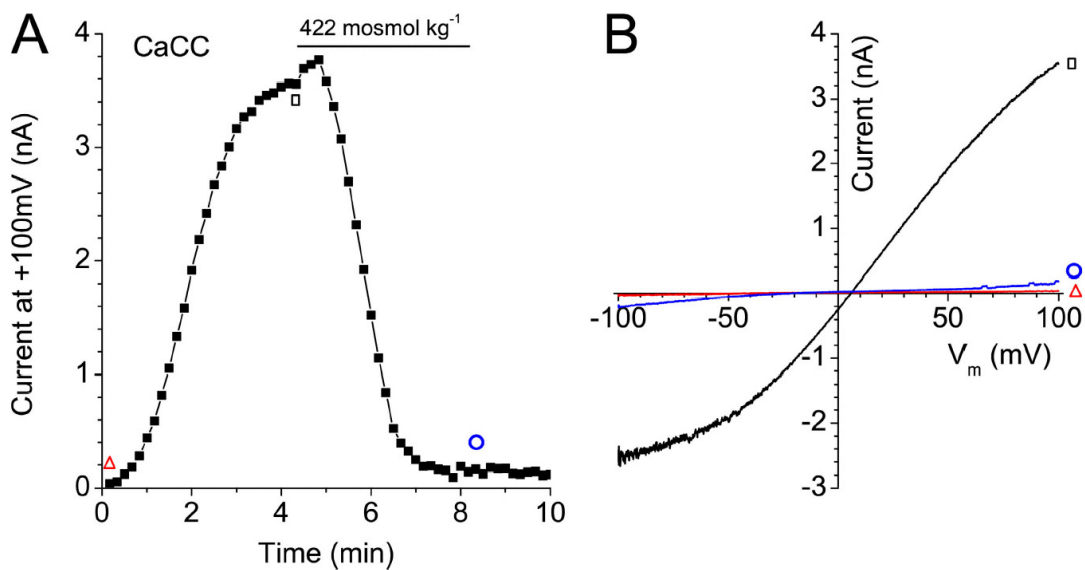 A
CaCC
422 mosmol kg⁻¹
Current at +100mV (nA)
4
3
2
1
0
0 2 4 6 8 10
Time (min)
B
Current (nA)
4
3
2
1
-1
-2
-3
-100 -50 50 100
Vₘ (mV)